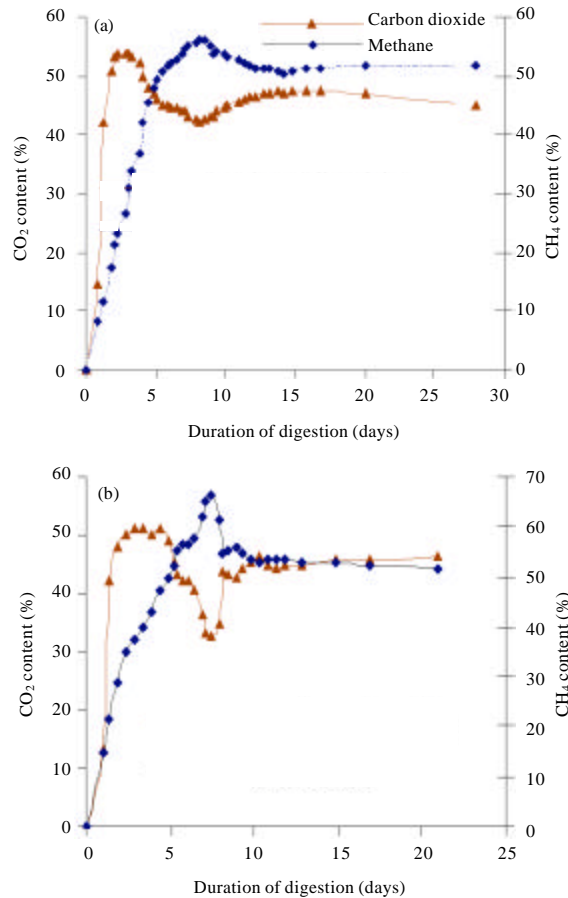 (a)
Carbon dioxide
Methane
CO₂ content (%)
60
50
40
30
20
10
0
CH₄ content (%)
60
50
40
30
20
10
0
0 5 10 15 20 25 30
Duration of digestion (days)
(b)
CO₂ content (%)
60
50
40
30
20
10
0
CH₄ content (%)
70
60
50
40
30
20
10
0
0 5 10 15 20 25
Duration of digestion (days)